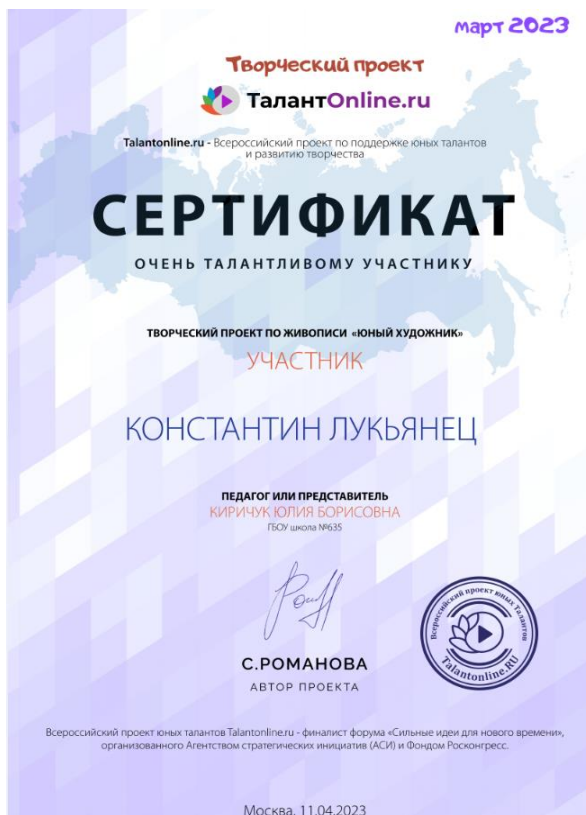 март 2023
Творческий проект
ТалантOnline.ru
Talantonline.ru - Всероссийский проект по поддержке юных талантов
и развитию творчества
СЕРТИФИКАТ
ОЧЕНЬ ТАЛАНТЛИВОМУ УЧАСТНИКУ
ТВОРЧЕСКИЙ ПРОЕКТ ПО ЖИВОПИСИ «ЮНЫЙ ХУДОЖНИК»
УЧАСТНИК
КОНСТАНТИН ЛУКЬЯНЕЦ
ПЕДАГОГ ИЛИ ПРЕДСТАВИТЕЛЬ
КИРИЧУК ЮЛИЯ БОРИСОВНА
ГБОУ школа №635
Всероссийский проект юных Талантов
Talantonline.RU
С.РОМАНОВА
АВТОР ПРОЕКТА
Всероссийский проект юных талантов Talantonline.ru - финалист форума «Сильные идеи для нового времени»,
организованного Агентством стратегических инициатив (АСИ) и Фондом Росконгресс.
Москва, 11.04.2023